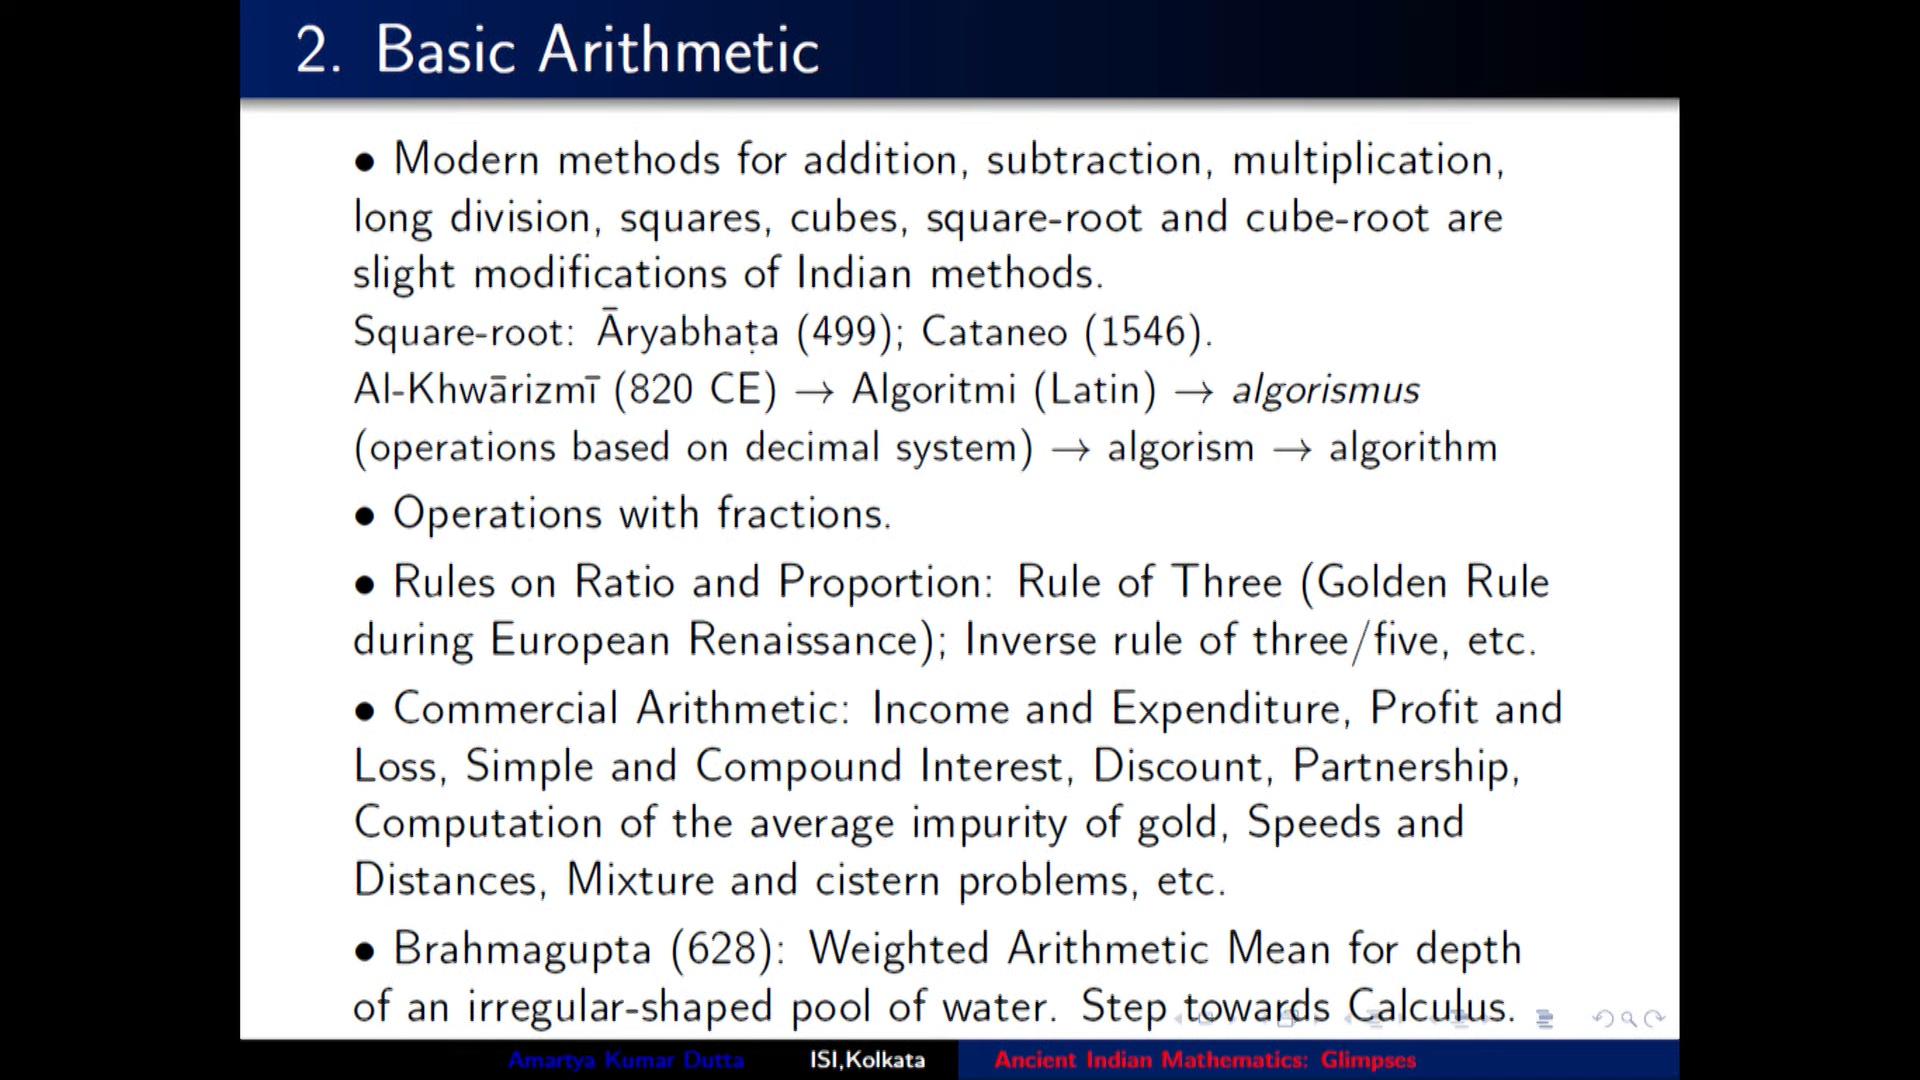 2. Basic Arithmetic
• Modern methods for addition, subtraction, multiplication,
long division, squares, cubes, square-root and cube-root are
slight modifications of Indian methods.
Square-root: Āryabhaṭa (499); Cataneo (1546).
Al-Khwārizmī (820 CE) → Algoritmi (Latin) → algorismus
(operations based on decimal system) → algorism → algorithm
• Operations with fractions.
• Rules on Ratio and Proportion: Rule of Three (Golden Rule
during European Renaissance); Inverse rule of three/five, etc.
• Commercial Arithmetic: Income and Expenditure, Profit and
Loss, Simple and Compound Interest, Discount, Partnership,
Computation of the average impurity of gold, Speeds and
Distances, Mixture and cistern problems, etc.
• Brahmagupta (628): Weighted Arithmetic Mean for depth
of an irregular-shaped pool of water. Step towards Calculus.
Amartya Kumar Dutta ISI,Kolkata Ancient Indian Mathematics: Glimpses